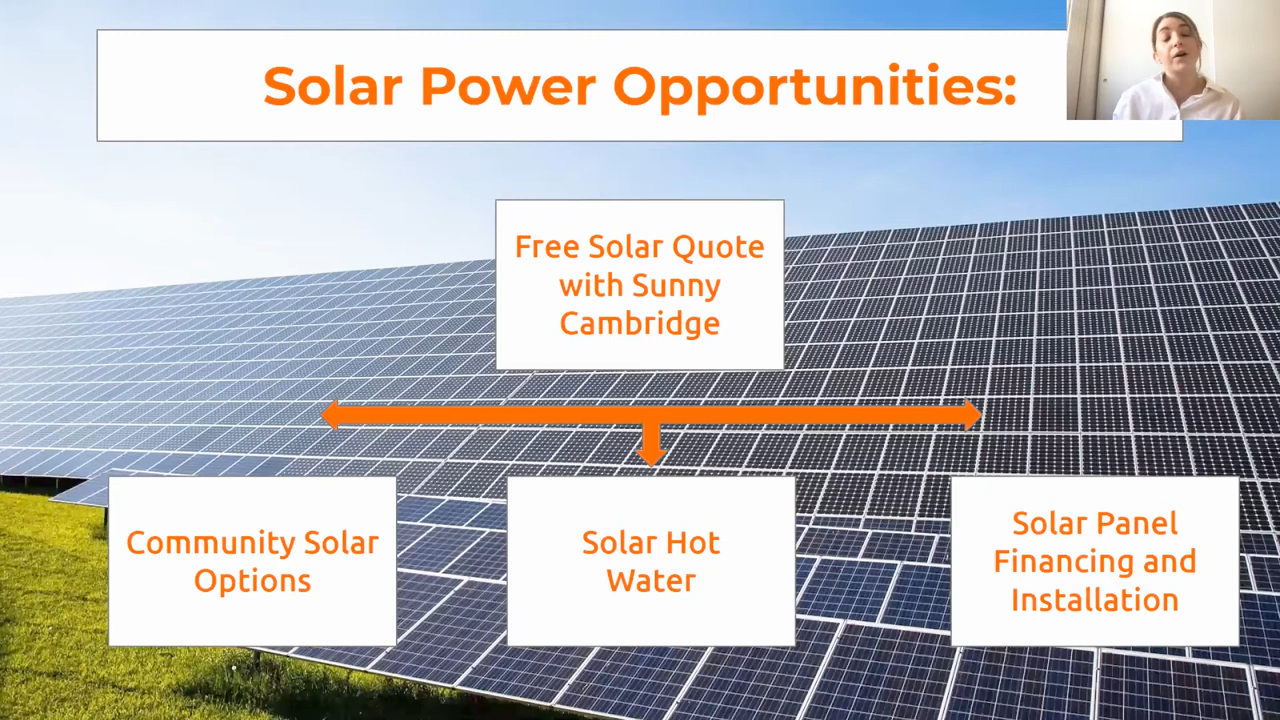 Solar Power Opportunities:
Free Solar Quote
with Sunny
Cambridge
Community Solar
Options
Solar Hot
Water
Solar Panel
Financing and
Installation